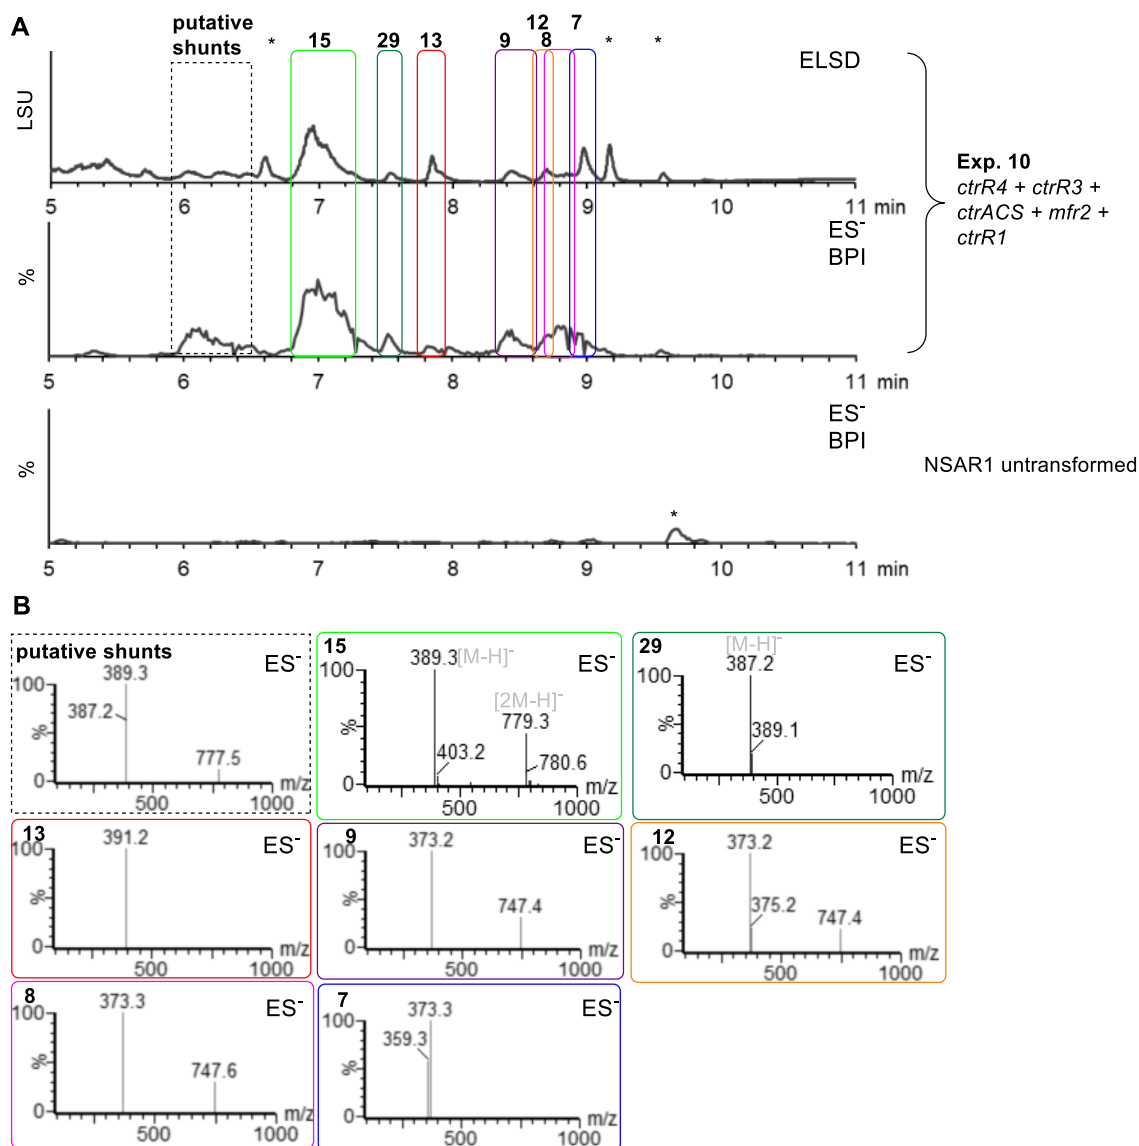 A
putative
shunts
*
15
29
13
9
12
8
7
*
*
ELSD
LSU
5 6 7 8 9 10 11 min
ES-
BPI
%
5 6 7 8 9 10 11 min
Exp. 10
ctrR4 + ctrR3 +
ctrACS + mfr2 +
ctrR1
ES-
BPI
%
NSAR1 untransformed
*
5 6 7 8 9 10 11 min
B
putative shunts
ES-
389.3
387.2
777.5
100
%
0
500 1000 m/z
15
ES-
389.3 [M-H]-
[2M-H]-
779.3
403.2
780.6
100
%
0
500 1000 m/z
29
ES-
[M-H]-
387.2
389.1
100
%
0
500 1000 m/z
13
ES-
391.2
100
%
0
500 1000 m/z
9
ES-
373.2
747.4
100
%
0
500 1000 m/z
12
ES-
373.2
375.2
747.4
100
%
0
500 1000 m/z
8
ES-
373.3
747.6
100
%
0
500 1000 m/z
7
ES-
373.3
359.3
100
%
0
500 1000 m/z